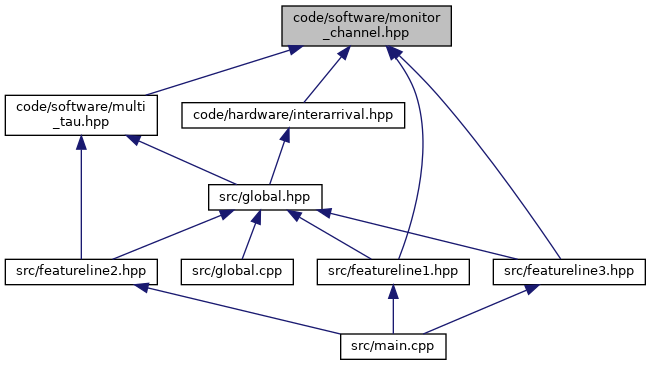 code/software/monitor
_channel.hpp
code/software/multi
_tau.hpp
code/hardware/interarrival.hpp
src/global.hpp
src/featureline2.hpp
src/global.cpp
src/featureline1.hpp
src/featureline3.hpp
src/main.cpp